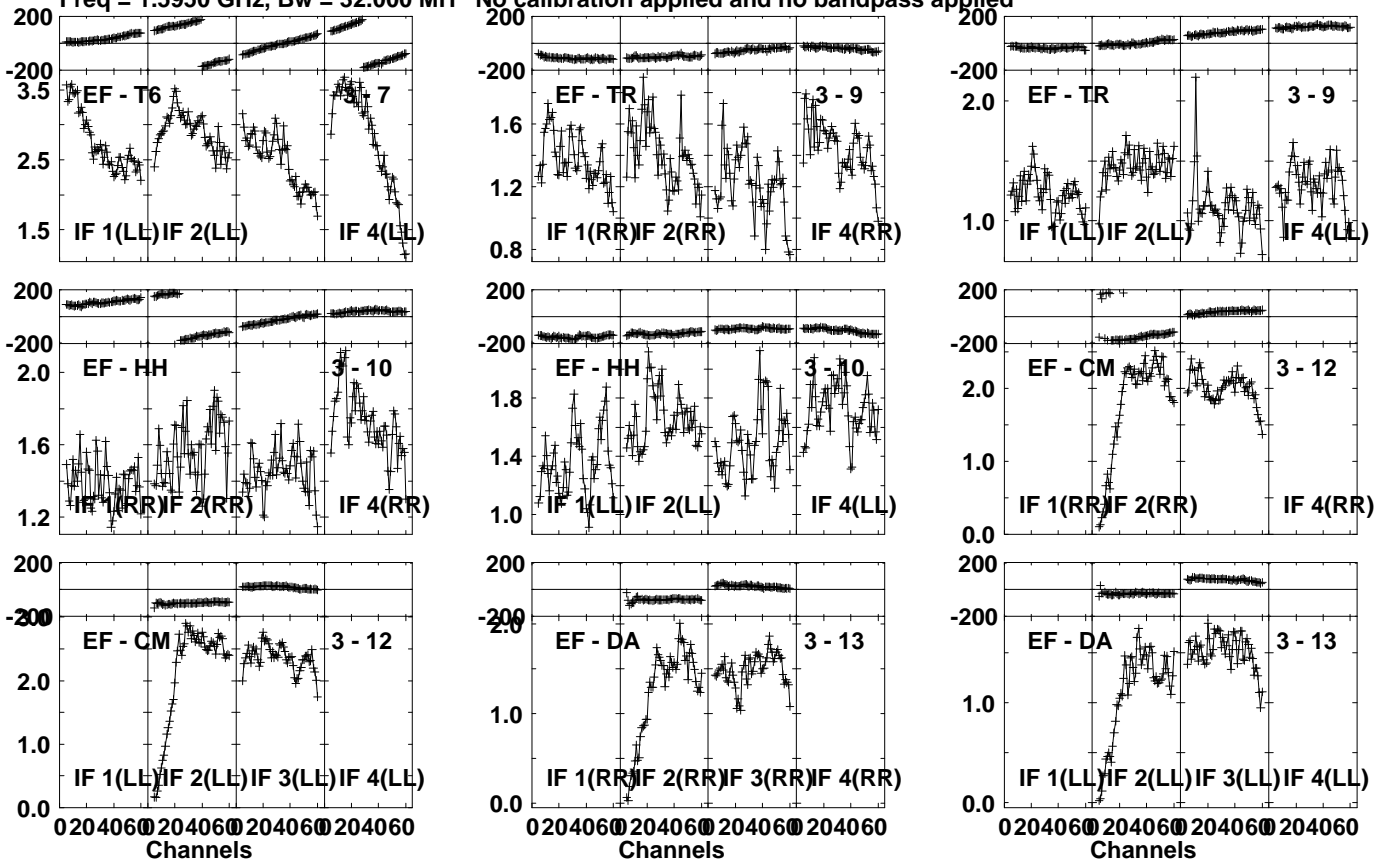 Freq = 1.5950 GHz, Bw = 32.000 MH No calibration applied and no bandpass applied
200
-200
3.5
2.5
1.5
EF - T6
3 - 7
IF 1(LL)
IF 2(LL)
IF 4(LL)
200
-200
1.6
1.2
0.8
EF - TR
3 - 9
IF 1(RR)
IF 2(RR)
IF 4(RR)
200
-200
2.0
1.0
EF - TR
3 - 9
IF 1(LL)
IF 2(LL)
IF 4(LL)
200
-200
2.0
1.6
1.2
EF - HH
3 - 10
IF 1(RR)
IF 2(RR)
IF 4(RR)
200
-200
1.8
1.4
1.0
EF - HH
3 - 10
IF 1(LL)
IF 2(LL)
IF 4(LL)
200
-200
2.0
1.0
0.0
EF - CM
3 - 12
IF 1(RR)
IF 2(RR)
IF 4(RR)
200
-200
3.0
2.0
1.0
0.0
EF - CM
3 - 12
IF 1(LL)
IF 2(LL)
IF 3(LL)
IF 4(LL)
0 20 40 60 0 20 40 60 0 20 40 60 0 20 40 60
Channels
200
-200
2.0
1.0
0.0
EF - DA
3 - 13
IF 1(RR)
IF 2(RR)
IF 3(RR)
IF 4(RR)
0 20 40 60 0 20 40 60 0 20 40 60 0 20 40 60
Channels
200
-200
2.0
1.0
0.0
EF - DA
3 - 13
IF 1(LL)
IF 2(LL)
IF 3(LL)
IF 4(LL)
0 20 40 60 0 20 40 60 0 20 40 60 0 20 40 60
Channels